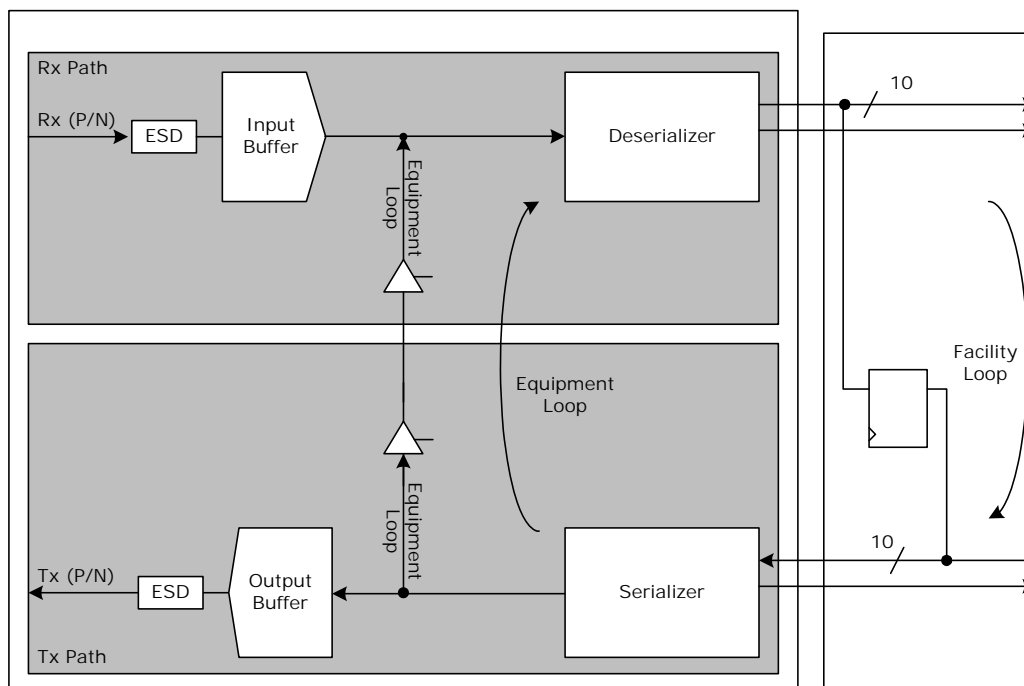 Rx Path
10
Rx (P/N)
ESD
Input
Buffer
Deserializer
Equipment
Loop
Facility
Loop
Equipment
Loop
Equipment
Loop
10
Tx (P/N)
ESD
Output
Buffer
Serializer
Tx Path